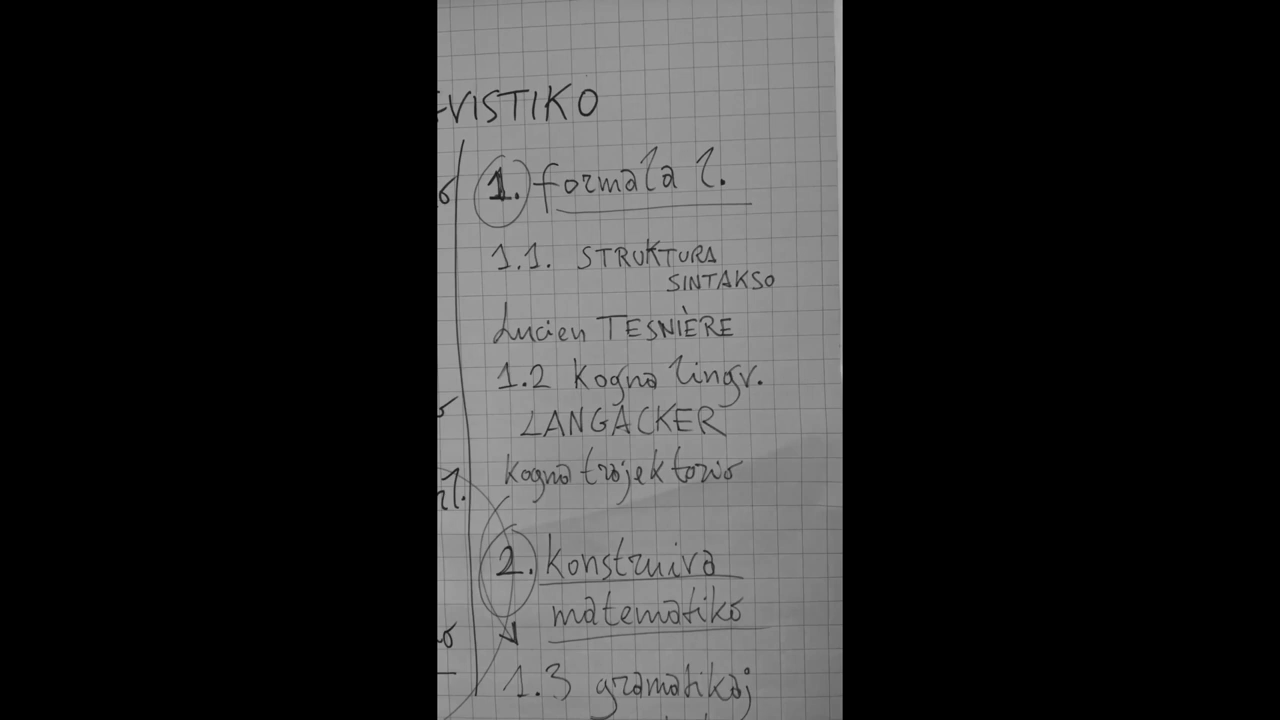 VISTIKO
1. formala l.
1.1. STRUKTURA
SINTAKSO
Lucien TESNIÈRE
1.2 Kogna lingv.
LANGACKER
Kogna trajektorio
2. Konstruiva
matematiko
1.3 gramatikaj